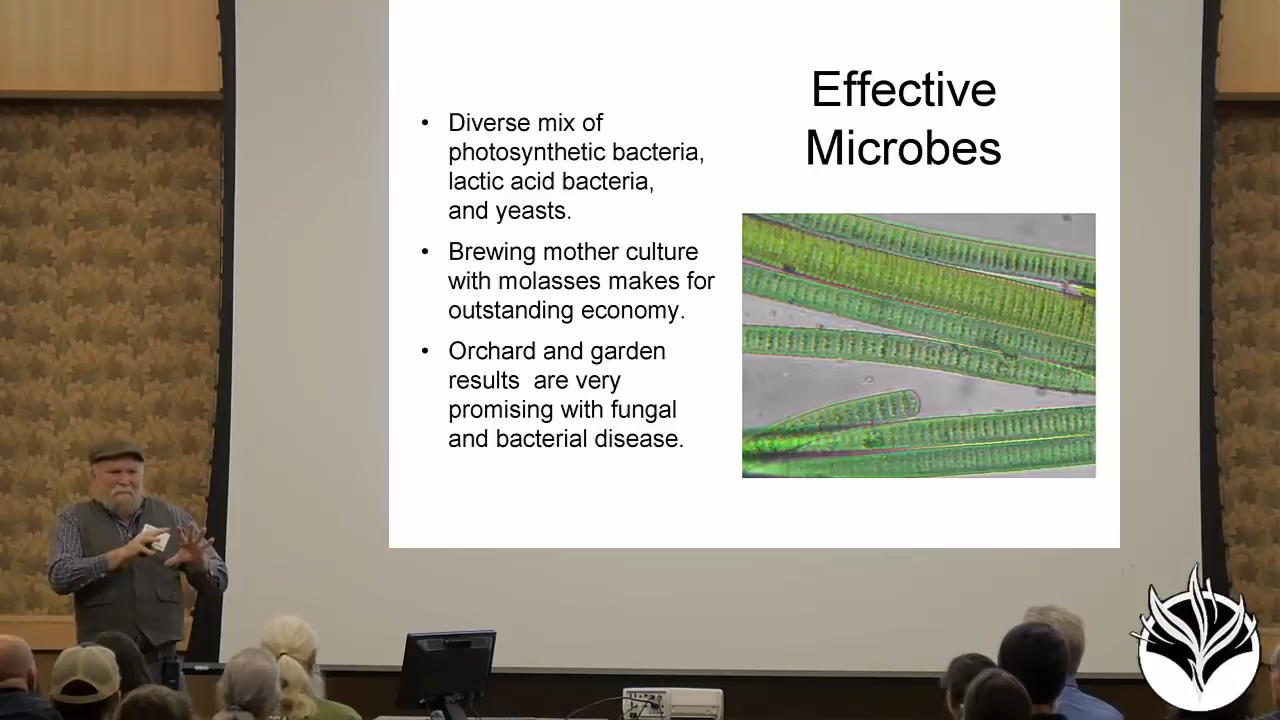 Effective
Microbes
• Diverse mix of
photosynthetic bacteria,
lactic acid bacteria,
and yeasts.
• Brewing mother culture
with molasses makes for
outstanding economy.
• Orchard and garden
results  are very
promising with fungal
and bacterial disease.